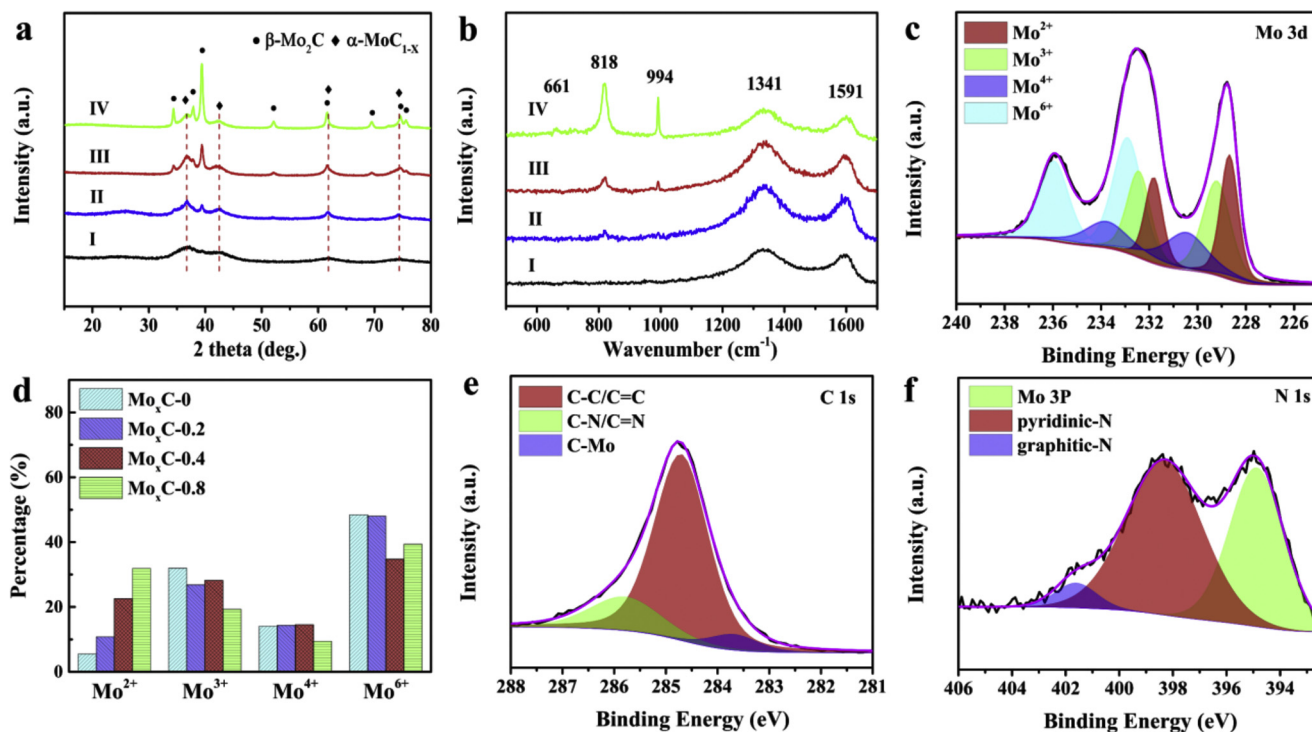 a
● β-Mo₂C ♦ α-MoC₁₋X
IV
III
II
I
Intensity (a.u.)
20 30 40 50 60 70 80
2 theta (deg.)
b
661 818 994 1341 1591
IV
III
II
I
Intensity (a.u.)
600 800 1000 1200 1400 1600
Wavenumber (cm⁻¹)
c
Mo 3d
Mo²⁺
Mo³⁺
Mo⁴⁺
Mo⁶⁺
Intensity (a.u.)
240 238 236 234 232 230 228 226
Binding Energy (eV)
d
MoₓC-0
MoₓC-0.2
MoₓC-0.4
MoₓC-0.8
Percentage (%)
80
60
40
20
0
Mo²⁺ Mo³⁺ Mo⁴⁺ Mo⁶⁺
e
C 1s
C-C/C=C
C-N/C=N
C-Mo
Intensity (a.u.)
288 287 286 285 284 283 282 281
Binding Energy (eV)
f
N 1s
Mo 3P
pyridinic-N
graphitic-N
Intensity (a.u.)
406 404 402 400 398 396 394
Binding Energy (eV)